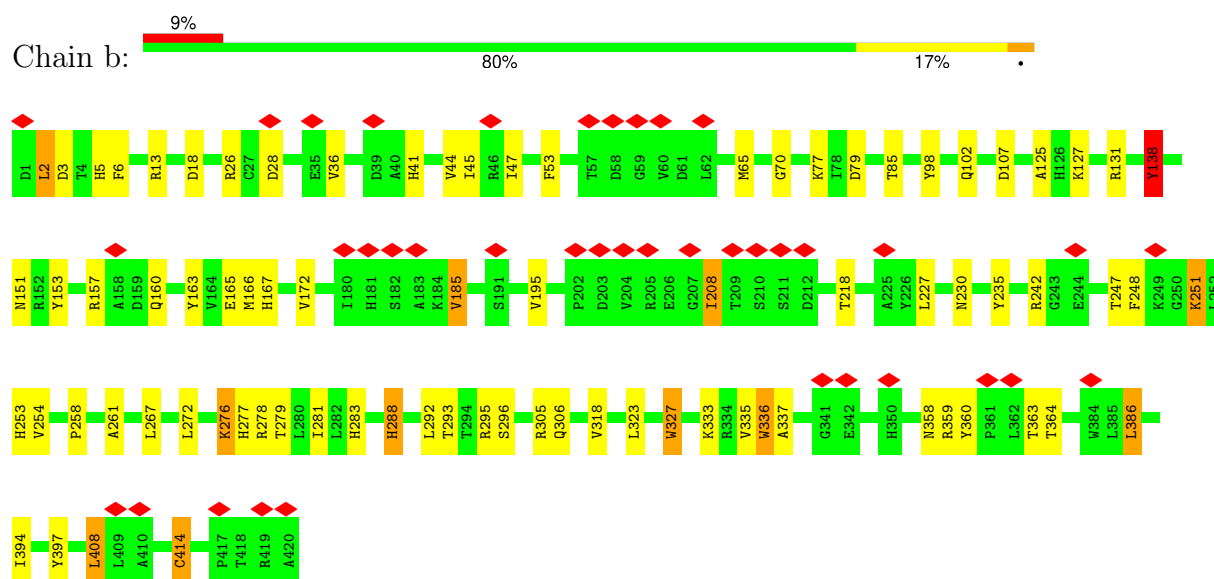 9%
Chain b:
80%
17%
•
D1 L2 D3 T4 H5 F6 R13 D18 R26 C27 D28 E35 V36 D39 A40 H41 V44 I45 R46 I47 F53 T57 D58 G59 V60 D61 L62 M65 G70 K77 I78 D79 T85 Y98 Q102 D107 A125 H126 K127 R131 Y138
N151 R152 Y153 R157 A158 D159 Q160 Y163 V164 E165 M166 H167 V172 I180 H181 S182 A183 K184 V185 S191 V195 P202 D203 V204 R205 E206 G207 I208 T209 S210 S211 D212 T218 A225 Y226 L227 N230 Y235 R242 G243 E244 T247 F248 K249 G250 K251 L252
H253 V254 P258 A261 L267 L272 K276 H277 R278 T279 L280 I281 L282 H283 H288 L292 T293 T294 R295 S296 R305 Q306 V318 L323 W327 K333 R334 V335 W336 A337 G341 E342 H350 N358 R359 Y360 P361 L362 T363 T364 W384 L385 L386
I394 Y397 L408 L409 A410 C414 P417 T418 R419 A420